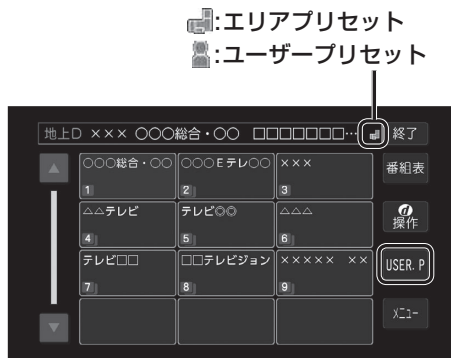 :エリアプリセット
:ユーザープリセット
地上D ××× ○○○総合・○○ □□□□□□□… 終了
○○○総合・○○ ○○○Eテレ○○ ××× 番組表
1 2 3
△△テレビ テレビ◎◎ △△△ d操作
4 5 6
テレビ□□ □□テレビジョン ××××× ×× USER. P
7 8 9
メニュー